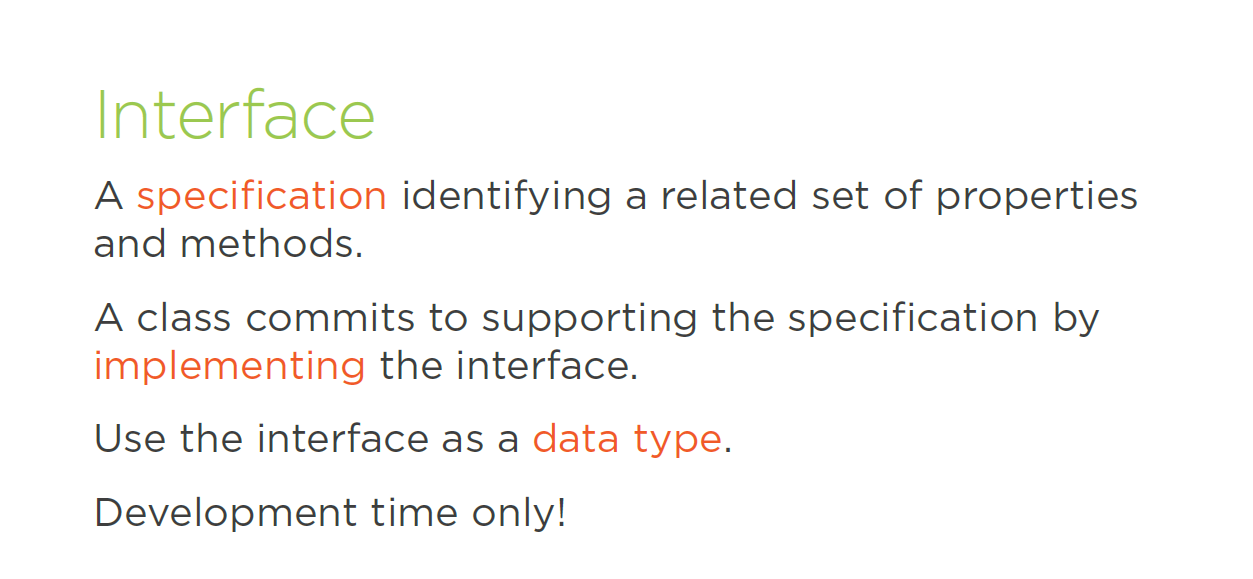 Interface
A specification identifying a related set of properties
and methods.
A class commits to supporting the specification by
implementing the interface.
Use the interface as a data type.
Development time only!